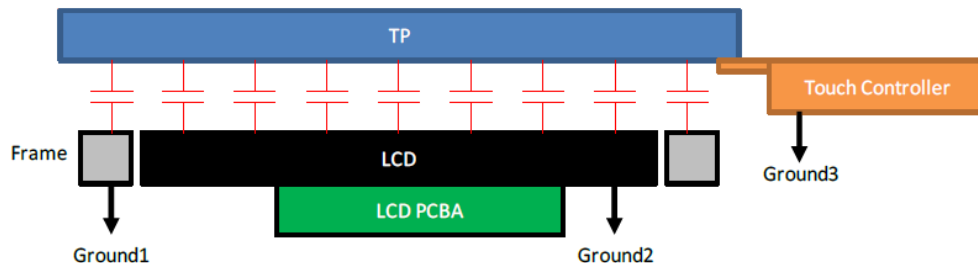 TP
Touch Controller
Frame
LCD
Ground3
LCD PCBA
Ground1
Ground2